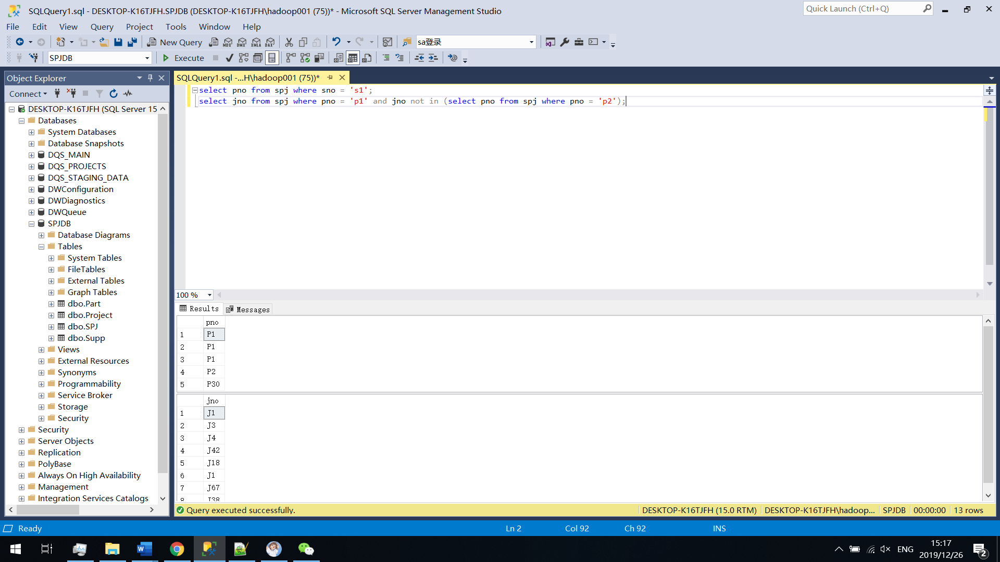 SQLQuery1.sql - DESKTOP-K16TJFH.SPJDB (DESKTOP-K16TJFH\hadoop001 (75))* - Microsoft SQL Server Management Studio
Quick Launch (Ctrl+Q)
File Edit View Query Project Tools Window Help
New Query
MDX
DMX
XMLA
DAX
sa登录
SPJDB
Execute
Object Explorer
SQLQuery1.sql -...H\hadoop001 (75))*
Connect
select pno from spj where sno = 's1';
select jno from spj where pno = 'p1' and jno not in (select pno from spj where pno = 'p2');
DESKTOP-K16TJFH (SQL Server 15
Databases
System Databases
Database Snapshots
DQS_MAIN
DQS_PROJECTS
DQS_STAGING_DATA
DWConfiguration
DWDiagnostics
DWQueue
SPJDB
Database Diagrams
Tables
System Tables
FileTables
External Tables
Graph Tables
dbo.Part
dbo.Project
dbo.SPJ
dbo.Supp
Views
External Resources
Synonyms
Programmability
Service Broker
Storage
Security
Security
Server Objects
Replication
PolyBase
Always On High Availability
Management
Integration Services Catalogs
100 %
Results Messages
pno
1 P1
2 P1
3 P1
4 P2
5 P30
jno
1 J1
2 J3
3 J4
4 J42
5 J18
6 J1
7 J67
8 J38
Query executed successfully.
DESKTOP-K16TJFH (15.0 RTM) DESKTOP-K16TJFH\hadoop... SPJDB 00:00:00 13 rows
Ready Ln 2 Col 92 Ch 92 INS
ENG
15:17
2019/12/26
2